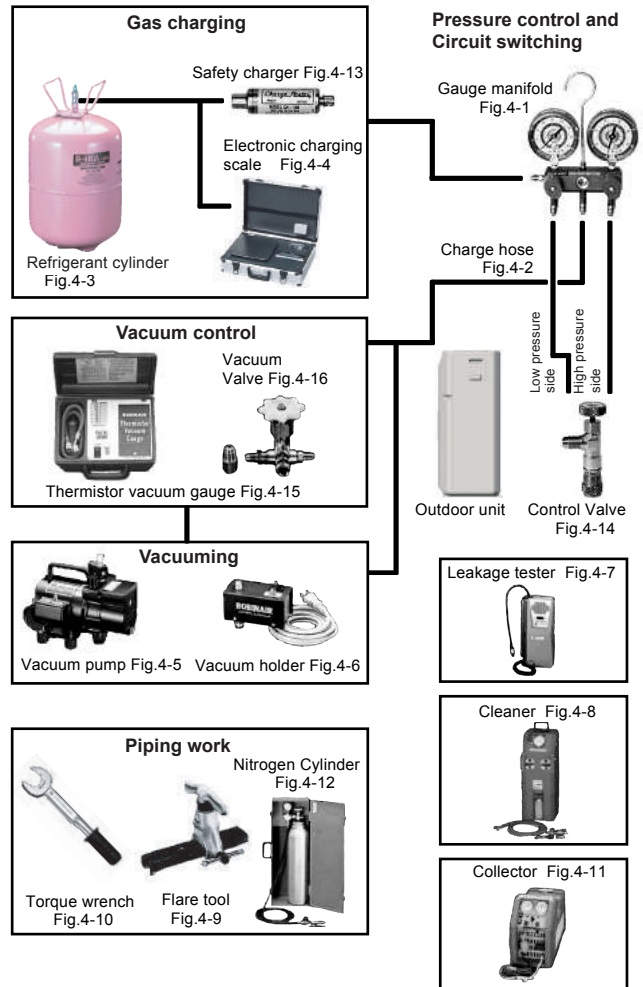 Gas charging
Safety charger Fig.4-13
Electronic charging
scale Fig.4-4
Refrigerant cylinder
Fig.4-3
Pressure control and
Circuit switching
Gauge manifold
Fig.4-1
Charge hose
Fig.4-2
Low pressure
side
High pressure
side
Outdoor unit
Control Valve
Fig.4-14
Vacuum control
Vacuum
Valve Fig.4-16
Thermistor
Vacuum
Gauge
Thermistor vacuum gauge Fig.4-15
Vacuuming
ROBINAIR
Vacuum pump Fig.4-5
Vacuum holder Fig.4-6
Piping work
Nitrogen Cylinder
Fig.4-12
Torque wrench
Fig.4-10
Flare tool
Fig.4-9
Leakage tester Fig.4-7
Cleaner Fig.4-8
Collector Fig.4-11